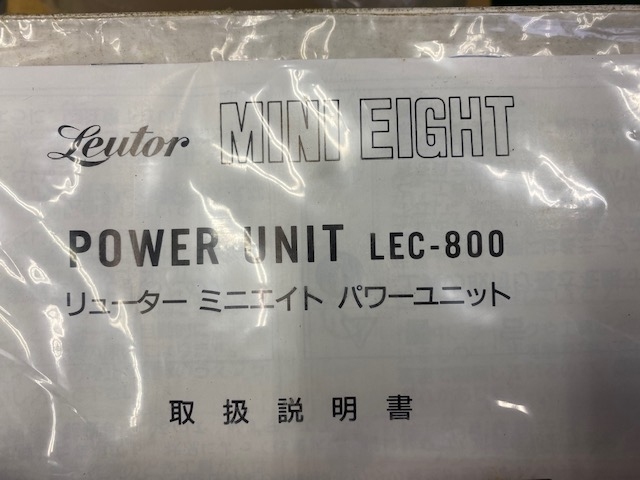 Leutor MINI EIGHT
POWER UNIT LEC-800
リューター ミニエイト パワーユニット
取扱説明書